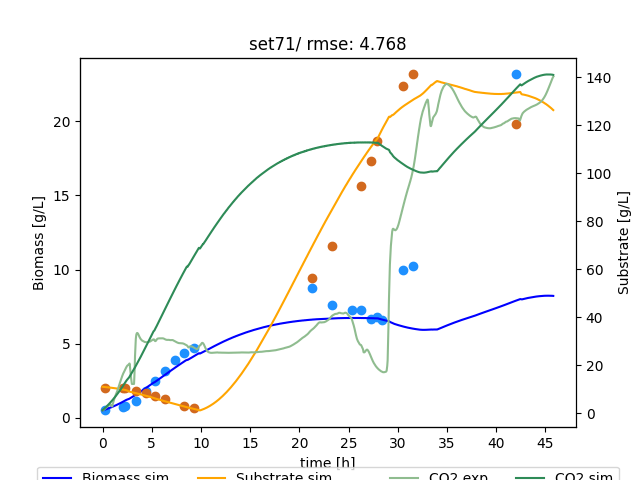 set71/ rmse: 4.768
Biomass [g/L]
20
15
10
5
0
140
120
100
80
60
40
20
0
Substrate [g/L]
0 5 10 15 20 25 30 35 40 45
time [h]
Biomass sim
Substrate sim
CO2 exp
CO2 sim